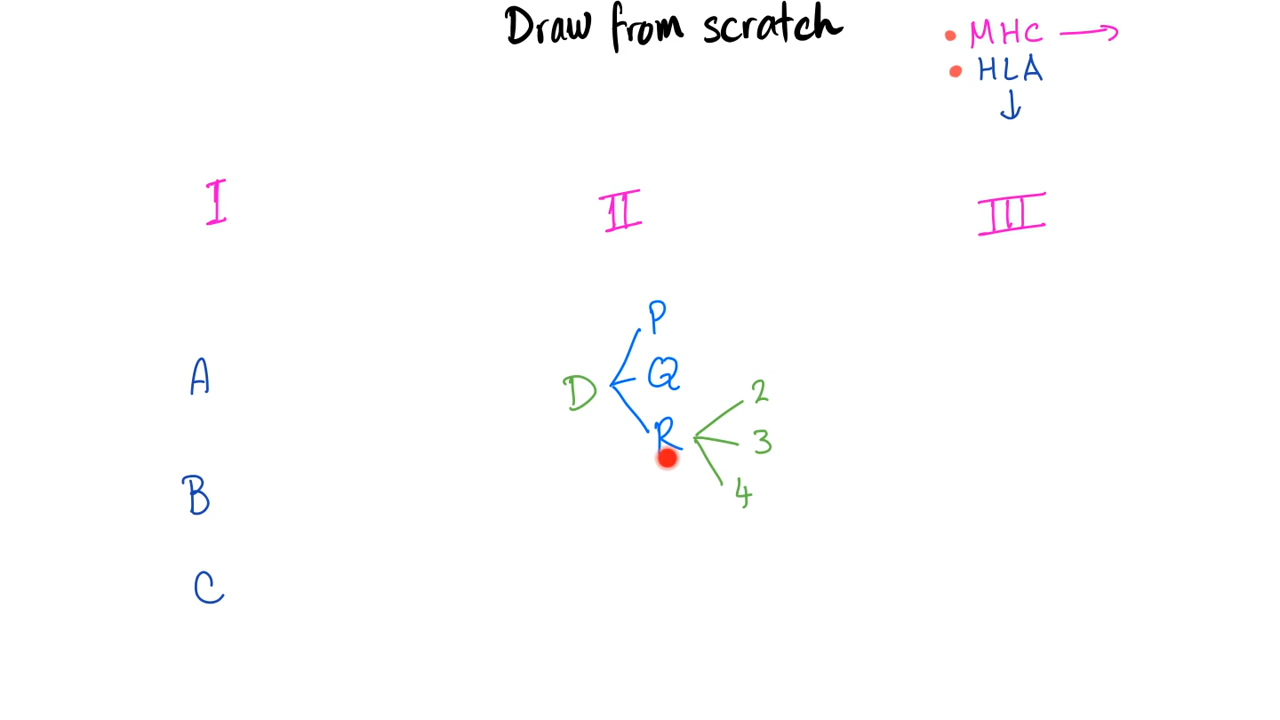 Draw from scratch
• MHC →
• HLA
↓
I II III
P
D Q
A
R 2
3
4
B
C